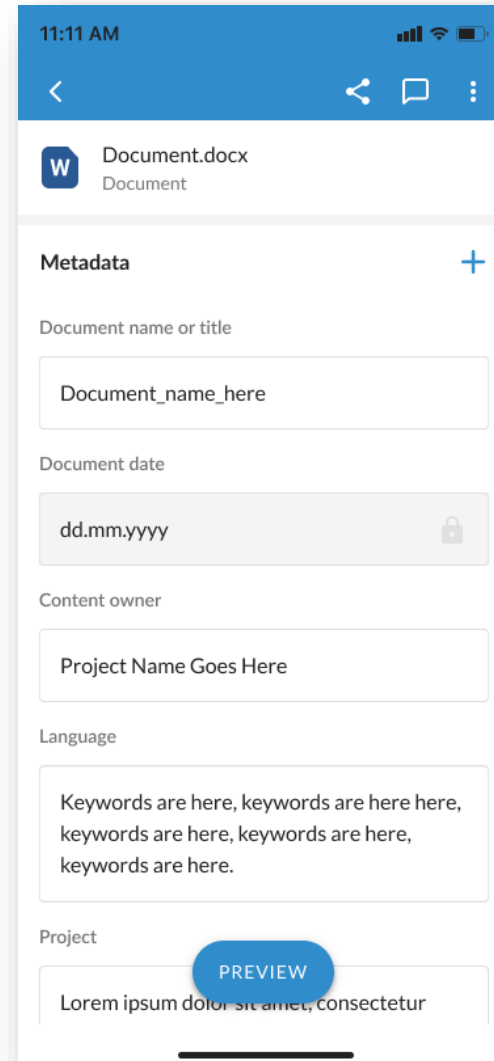 11:11 AM
W
Document.docx
Document
Metadata
Document name or title
Document_name_here
Document date
dd.mm.yyyy
Content owner
Project Name Goes Here
Language
Keywords are here, keywords are here here,
keywords are here, keywords are here,
keywords are here.
Project
PREVIEW
Lorem ipsum dolor sit amet, consectetur